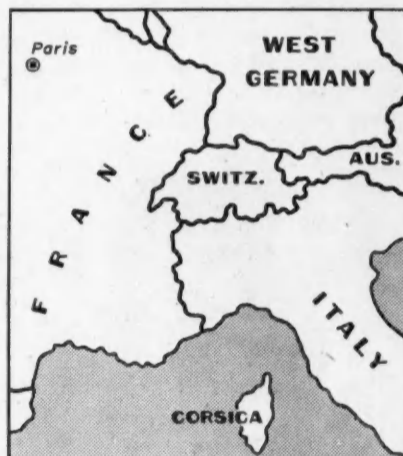 Paris
WEST
GERMANY
FRANCE
SWITZ.
AUS.
ITALY
CORSICA